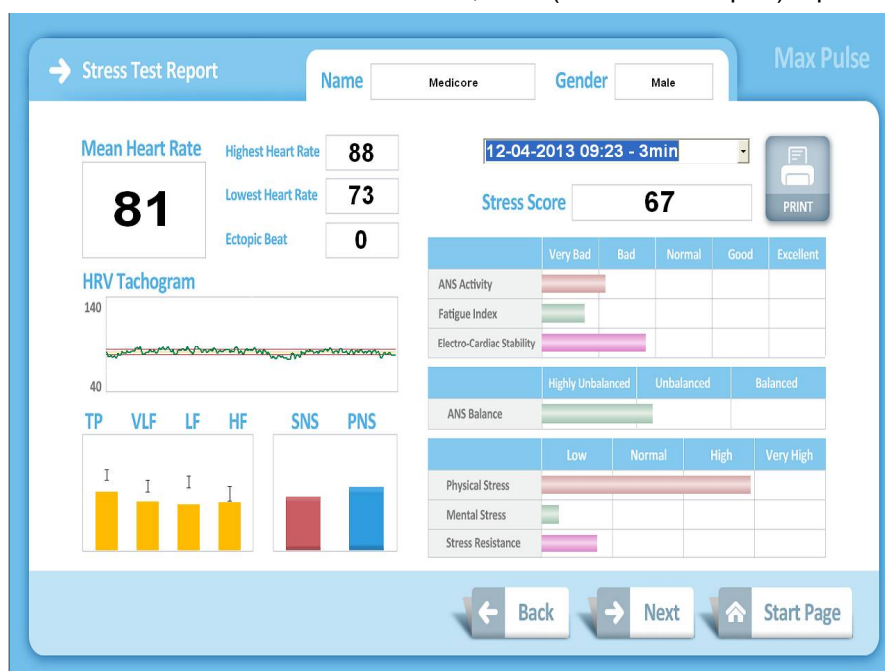 Max Pulse
Stress Test Report
Name Medicore Gender Male
Mean Heart Rate
81
Highest Heart Rate 88
Lowest Heart Rate 73
Ectopic Beat 0
12-04-2013 09:23 - 3min
PRINT
Stress Score 67
HRV Tachogram
140
40
TP VLF LF HF SNS PNS
Very Bad Bad Normal Good Excellent
ANS Activity
Fatigue Index
Electro-Cardiac Stability
Highly Unbalanced Unbalanced Balanced
ANS Balance
Low Normal High Very High
Physical Stress
Mental Stress
Stress Resistance
Back Next Start Page